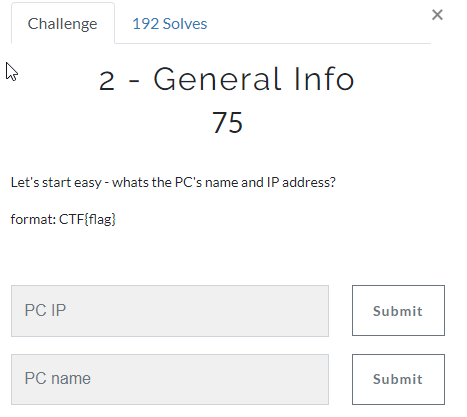 Challenge
192 Solves
×
2 - General Info
75
Let's start easy - whats the PC's name and IP address?
format: CTF{flag}
PC IP
Submit
PC name
Submit